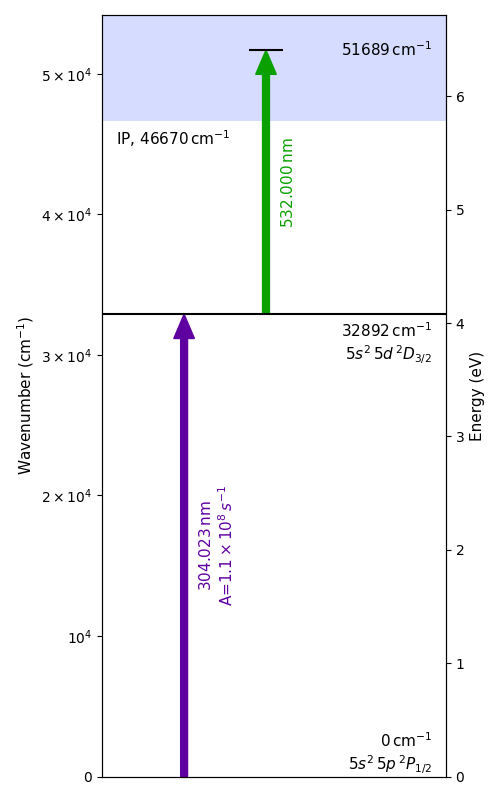 51689 cm⁻¹
5 × 10⁴
6
IP, 46670 cm⁻¹
532.000 nm
4 × 10⁴
5
32892 cm⁻¹
5s² 5d ²D₃/₂
4
3 × 10⁴
Wavenumber (cm⁻¹)
Energy (eV)
3
304.023 nm
A=1.1 × 10⁸ s⁻¹
2 × 10⁴
2
10⁴
1
0 cm⁻¹
5s² 5p ²P₁/₂
0
0